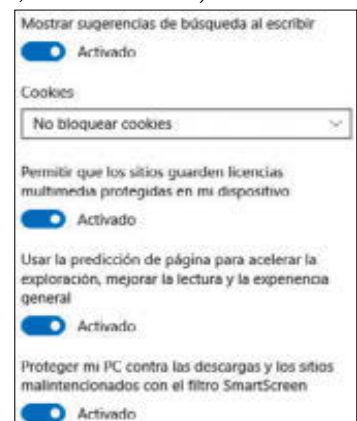 Mostrar sugerencias de búsqueda al escribir
Activado
Cookies
No bloquear cookies
Permitir que los sitios guarden licencias
multimedia protegidas en mi dispositivo
Activado
Usar la predicción de página para acelerar la
exploración, mejorar la lectura y la experiencia
general
Activado
Proteger mi PC contra las descargas y los sitios
malintencionados con el filtro SmartScreen
Activado